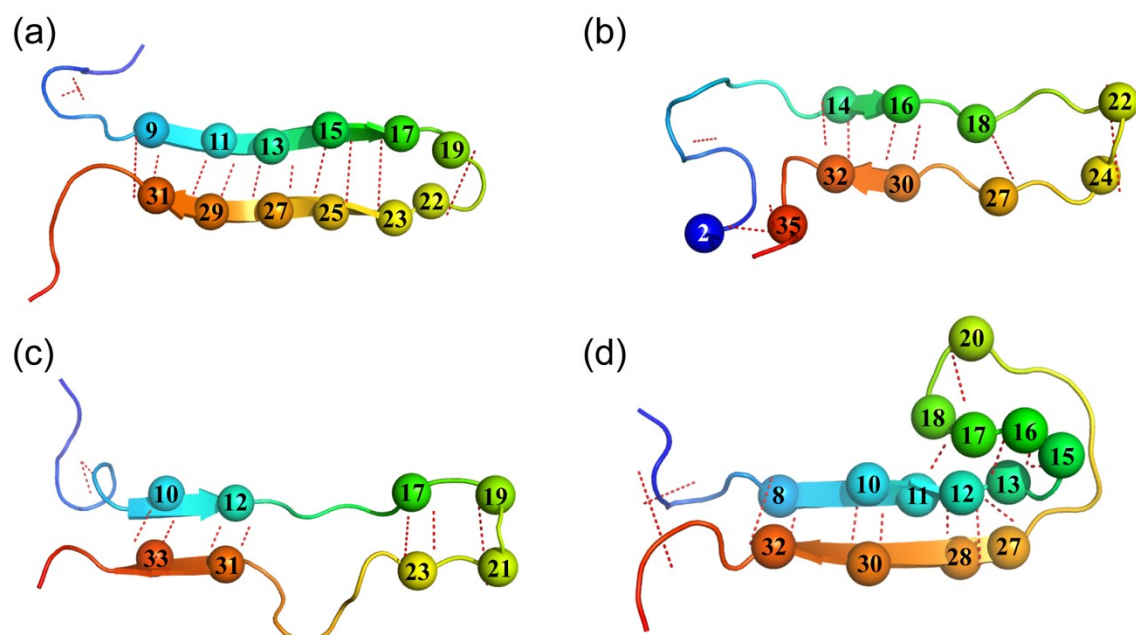 (a)
9 11 13 15 17 19
31 29 27 25 23 22
(b)
14 16 18 22
32 30 27 24
2 35
(c)
10 12 17 19
33 31 23 21
(d)
20
18 17 16 15
8 10 11 12 13
32 30 28 27